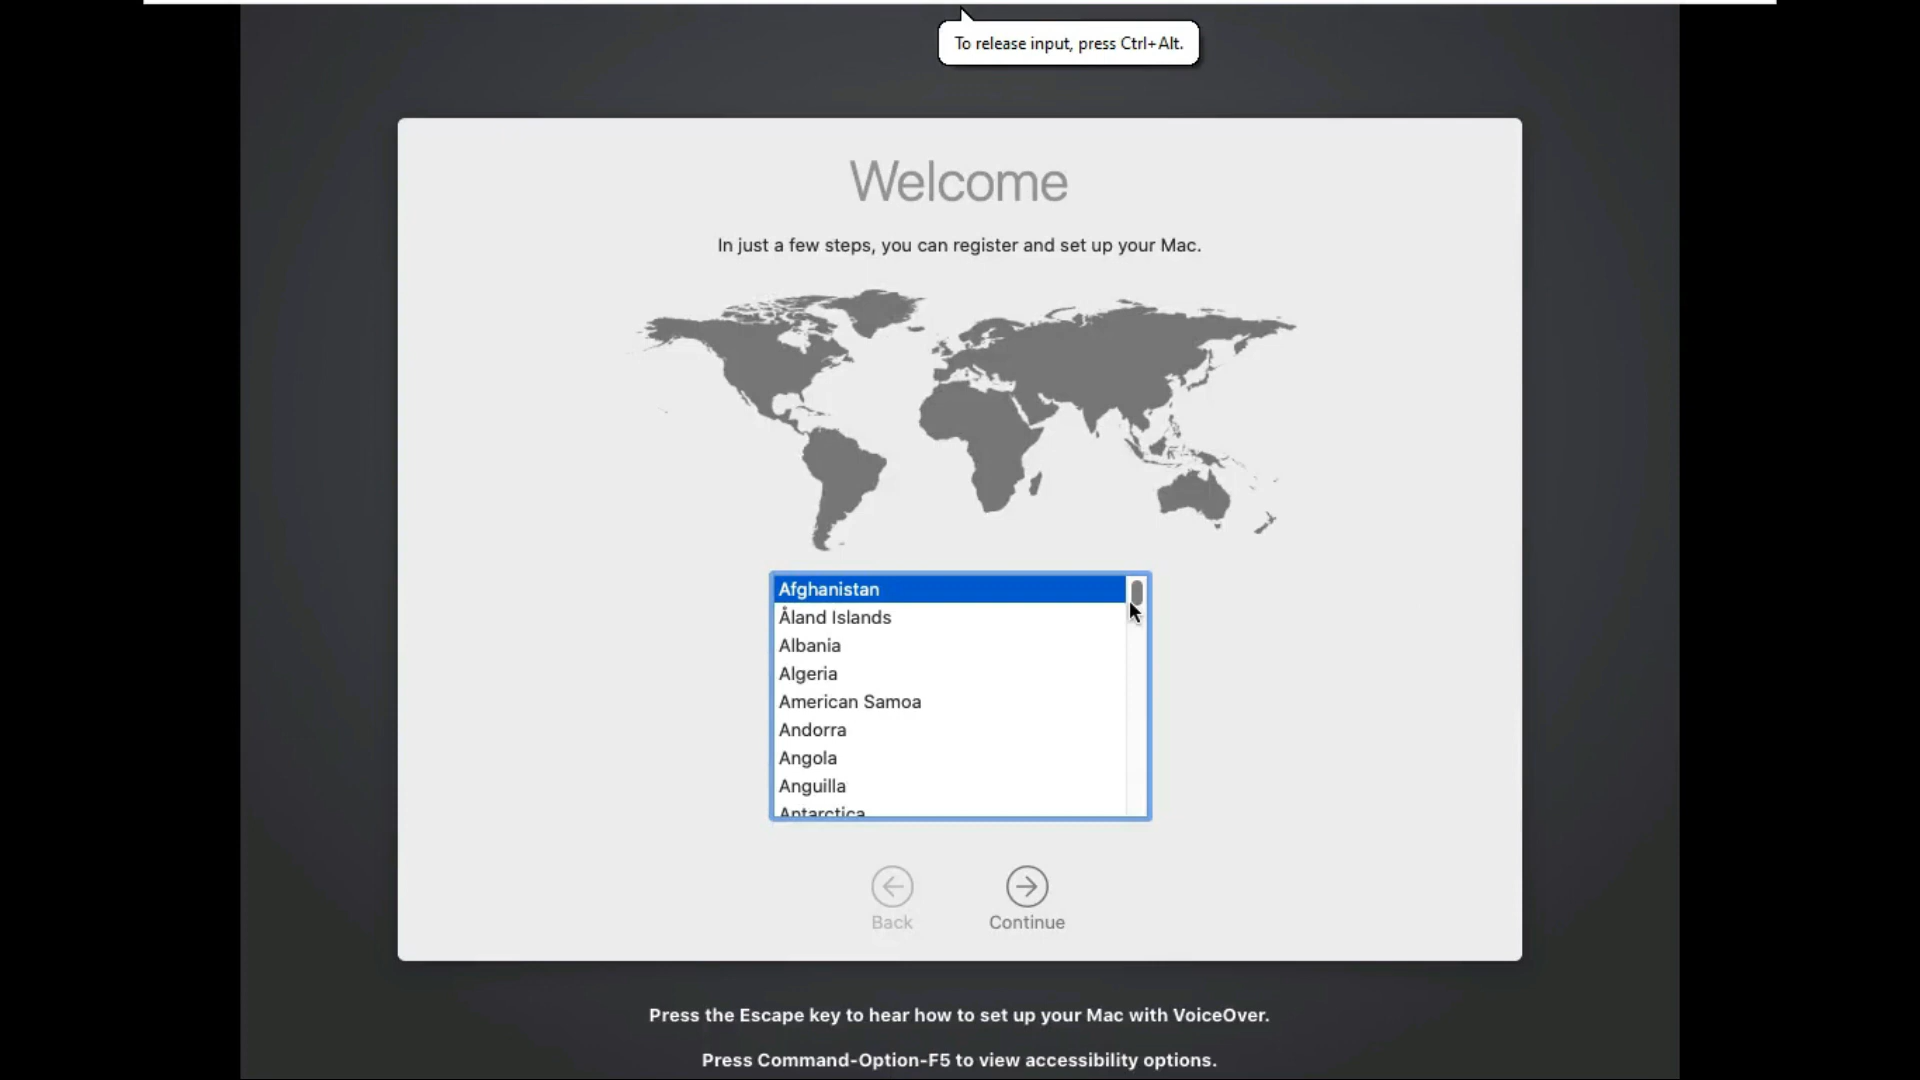 To release input, press Ctrl+Alt.
Welcome
In just a few steps, you can register and set up your Mac.
Afghanistan
Åland Islands
Albania
Algeria
American Samoa
Andorra
Angola
Anguilla
Antarctica
Back
Continue
Press the Escape key to hear how to set up your Mac with VoiceOver.
Press Command-Option-F5 to view accessibility options.